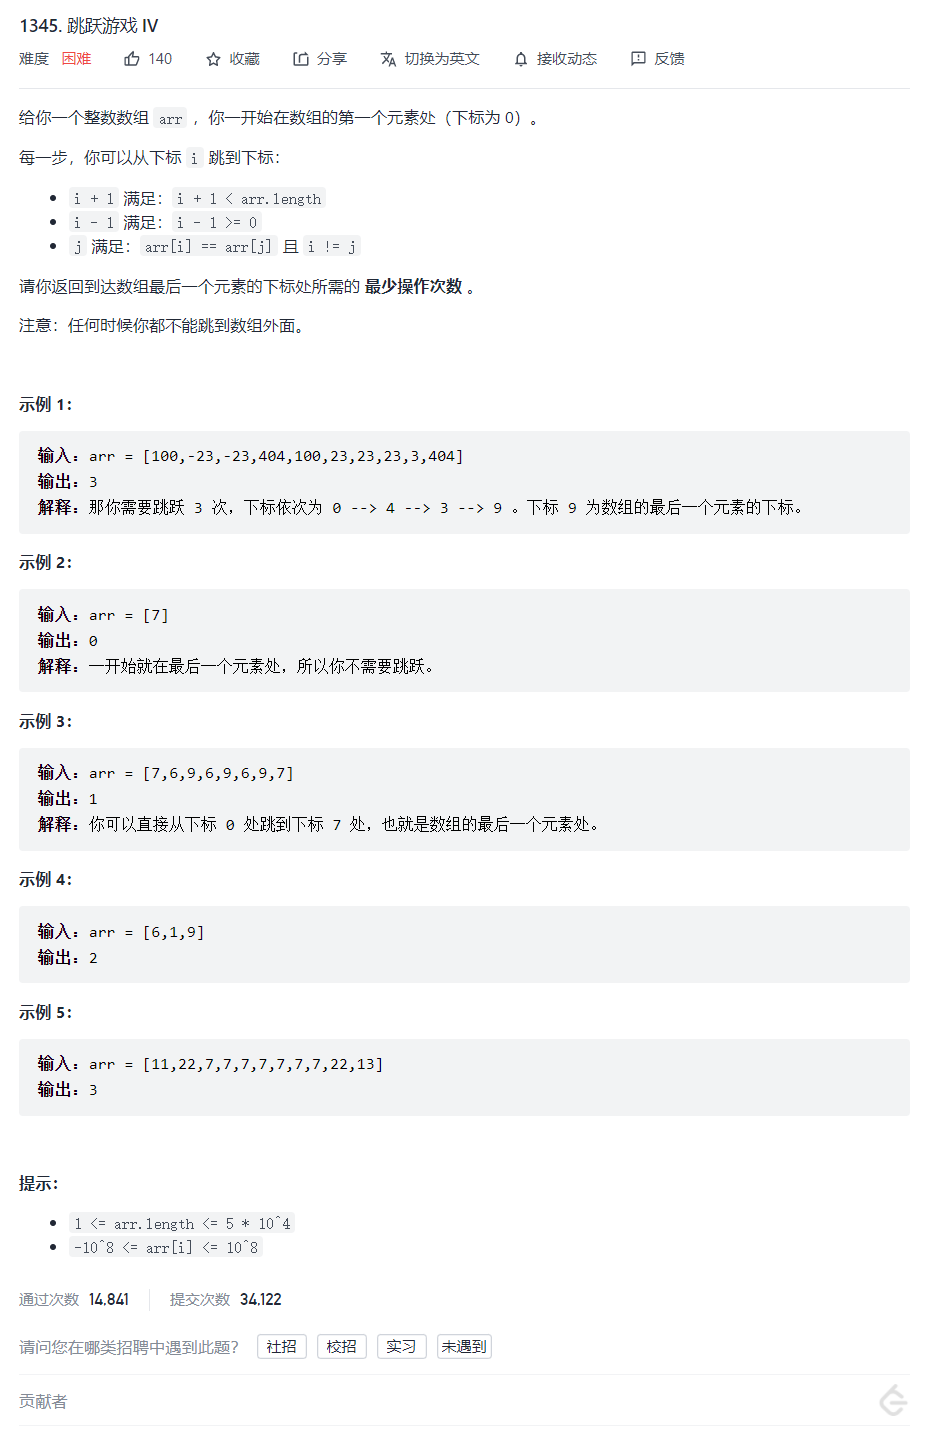 1345. 跳跃游戏 IV
难度 困难 140 收藏 分享 切换为英文 接收动态 反馈
给你一个整数数组 arr ，你一开始在数组的第一个元素处（下标为 0）。
每一步，你可以从下标 i 跳到下标：
i + 1 满足：i + 1 < arr.length
i - 1 满足：i - 1 >= 0
j 满足：arr[i] == arr[j] 且 i != j
请你返回到达数组最后一个元素的下标处所需的 最少操作次数 。
注意：任何时候你都不能跳到数组外面。
示例 1：
输入：arr = [100,-23,-23,404,100,23,23,23,3,404]
输出：3
解释：那你需要跳跃 3 次，下标依次为 0 --> 4 --> 3 --> 9 。下标 9 为数组的最后一个元素的下标。
示例 2：
输入：arr = [7]
输出：0
解释：一开始就在最后一个元素处，所以你不需要跳跃。
示例 3：
输入：arr = [7,6,9,6,9,6,9,7]
输出：1
解释：你可以直接从下标 0 处跳到下标 7 处，也就是数组的最后一个元素处。
示例 4：
输入：arr = [6,1,9]
输出：2
示例 5：
输入：arr = [11,22,7,7,7,7,7,7,7,22,13]
输出：3
提示：
1 <= arr.length <= 5 * 10^4
-10^8 <= arr[i] <= 10^8
通过次数 14,841 提交次数 34,122
请问您在哪类招聘中遇到此题？ 社招 校招 实习 未遇到
贡献者